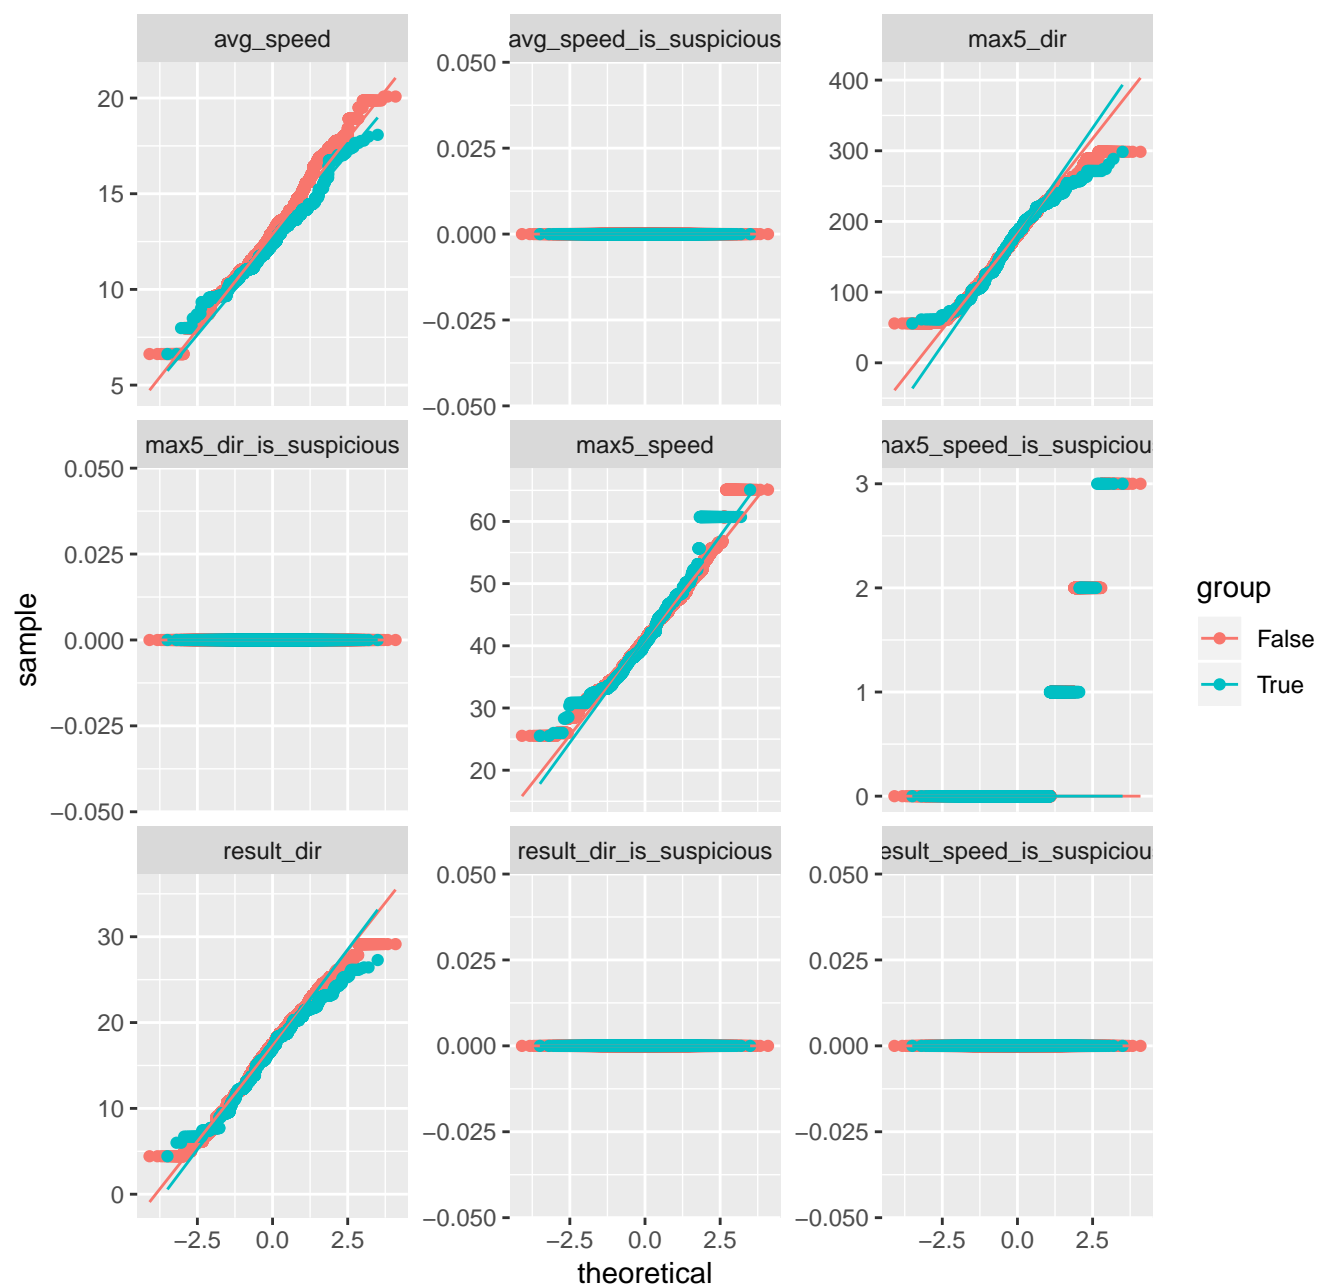 avg_speed
avg_speed_is_suspicious
max5_dir
20
15
10
5
0.050
0.025
0.000
−0.025
−0.050
400
300
200
100
0
max5_dir_is_suspicious
max5_speed
max5_speed_is_suspiciou
0.050
0.025
0.000
−0.025
−0.050
60
50
40
30
20
3
2
1
0
result_dir
result_dir_is_suspicious
esult_speed_is_suspiciou
30
20
10
0
0.050
0.025
0.000
−0.025
−0.050
0.050
0.025
0.000
−0.025
−0.050
−2.5 0.0 2.5
−2.5 0.0 2.5
−2.5 0.0 2.5
theoretical
sample
group
False
True